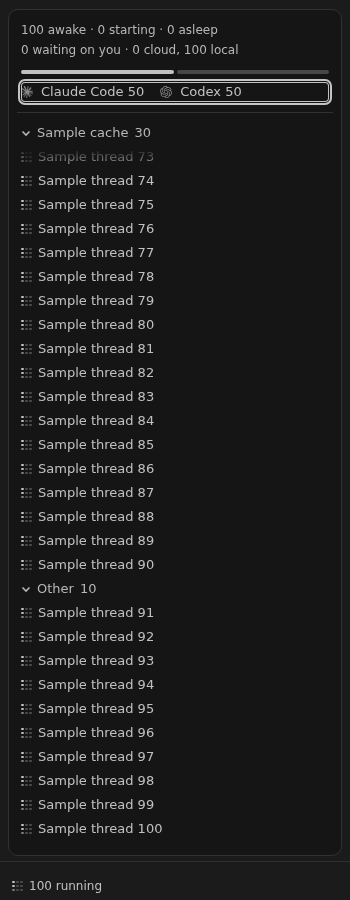 100 awake · 0 starting · 0 asleep
0 waiting on you · 0 cloud, 100 local
Claude Code 50 Codex 50
Sample cache 30
Sample thread 73
Sample thread 74
Sample thread 75
Sample thread 76
Sample thread 77
Sample thread 78
Sample thread 79
Sample thread 80
Sample thread 81
Sample thread 82
Sample thread 83
Sample thread 84
Sample thread 85
Sample thread 86
Sample thread 87
Sample thread 88
Sample thread 89
Sample thread 90
Other 10
Sample thread 91
Sample thread 92
Sample thread 93
Sample thread 94
Sample thread 95
Sample thread 96
Sample thread 97
Sample thread 98
Sample thread 99
Sample thread 100
100 running